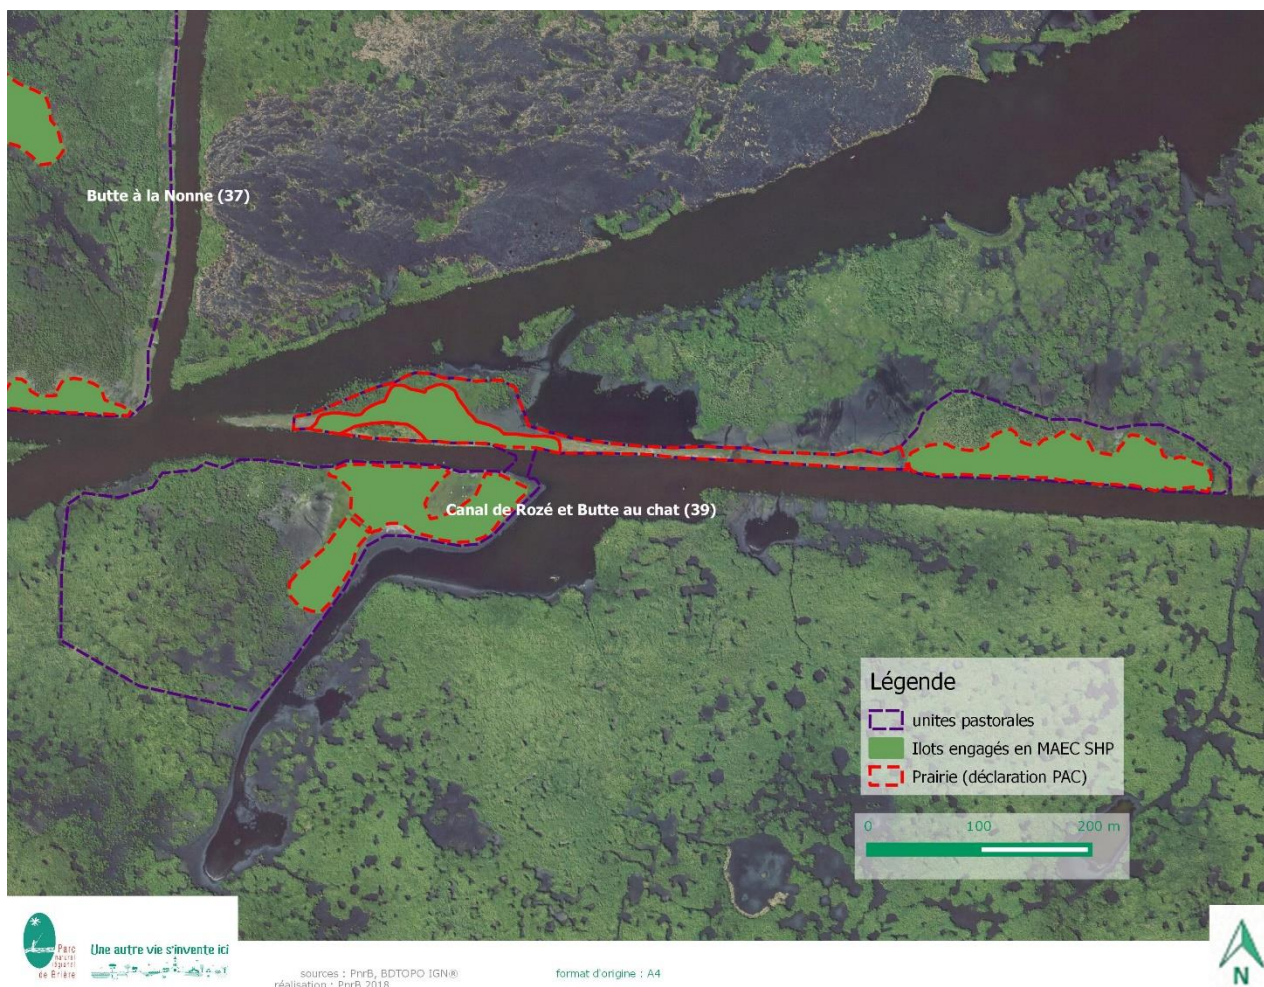 Butte à la Nonne (37)
Canal de Rozé et Butte au chat (39)
Légende
unites pastorales
Ilots engagés en MAEC SHP
Prairie (déclaration PAC)
0 100 200 m
Parc
naturel
régional
de Brière
Une autre vie s'invente ici
sources : PnrB, BDTOPO IGN®
réalisation : PnrB 2018
format d'origine : A4
N